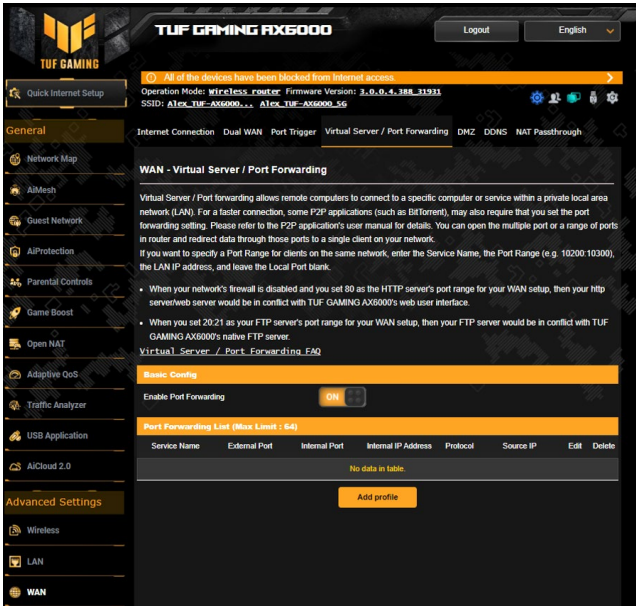 TUF GAMING AX6000
Logout
English
TUF GAMING
Quick Internet Setup
General
Network Map
AiMesh
Guest Network
AiProtection
Parental Controls
Game Boost
Open NAT
Adaptive QoS
Traffic Analyzer
USB Application
AiCloud 2.0
Advanced Settings
Wireless
LAN
WAN
All of the devices have been blocked from Internet access.
Operation Mode: Wireless router Firmware Version: 3.0.0.4.388_31931
SSID: Alex_TUF-AX6000... Alex_TUF-AX6000_5G
Internet Connection Dual WAN Port Trigger Virtual Server / Port Forwarding DMZ DDNS NAT Passthrough
WAN - Virtual Server / Port Forwarding
Virtual Server / Port forwarding allows remote computers to connect to a specific computer or service within a private local area
network (LAN). For a faster connection, some P2P applications (such as BitTorrent), may also require that you set the port
forwarding setting. Please refer to the P2P application's user manual for details. You can open the multiple port or a range of ports
in router and redirect data through those ports to a single client on your network.
If you want to specify a Port Range for clients on the same network, enter the Service Name, the Port Range (e.g. 10200:10300),
the LAN IP address, and leave the Local Port blank.
• When your network's firewall is disabled and you set 80 as the HTTP server's port range for your WAN setup, then your http
server/web server would be in conflict with TUF GAMING AX6000's web user interface.
• When you set 20:21 as your FTP server's port range for your WAN setup, then your FTP server would be in conflict with TUF
GAMING AX6000's native FTP server.
Virtual Server / Port Forwarding FAQ
Basic Config
Enable Port Forwarding ON
Port Forwarding List (Max Limit : 64)
Service Name External Port Internal Port Internal IP Address Protocol Source IP Edit Delete
No data in table.
Add profile